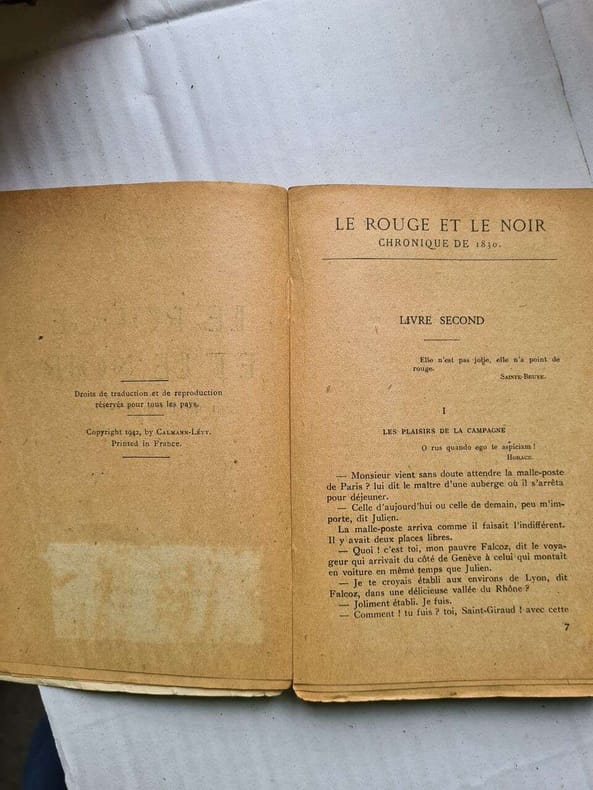 Droits de traduction et de reproduction
réservés pour tous les pays.
Copyright 1942, by CALMANN-LÉVY.
Printed in France.
LE ROUGE ET LE NOIR
CHRONIQUE DE 1830.
LIVRE SECOND
Elle n'est pas jolie, elle n'a point de
rouge.
SAINTE-BEUVE.
I
LES PLAISIRS DE LA CAMPAGNE
O rus quando ego te aspiciam !
HORACE.
— Monsieur vient sans doute attendre la malle-poste
de Paris ? lui dit le maître d'une auberge où il s'arrêta
pour déjeuner.
— Celle d'aujourd'hui ou celle de demain, peu m'im-
porte, dit Julien.
La malle-poste arriva comme il faisait l'indifférent.
Il y avait deux places libres.
— Quoi ! c'est toi, mon pauvre Falcoz, dit le voya-
geur qui arrivait du côté de Genève à celui qui montait
en voiture en même temps que Julien.
— Je te croyais établi aux environs de Lyon, dit
Falcoz, dans une délicieuse vallée du Rhône ?
— Joliment établi. Je fuis.
— Comment ! tu fuis ? toi, Saint-Giraud ! avec cette
7